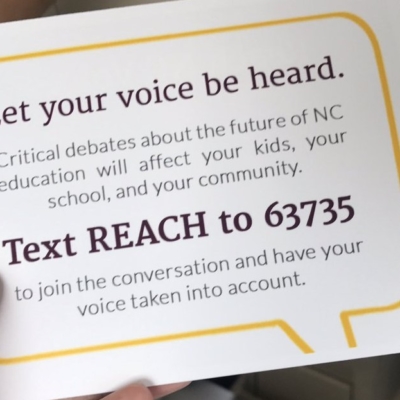 Let your voice be heard.
Critical debates about the future of NC
education will affect your kids, your
school, and your community.
Text REACH to 63735
to join the conversation and have your
voice taken into account.